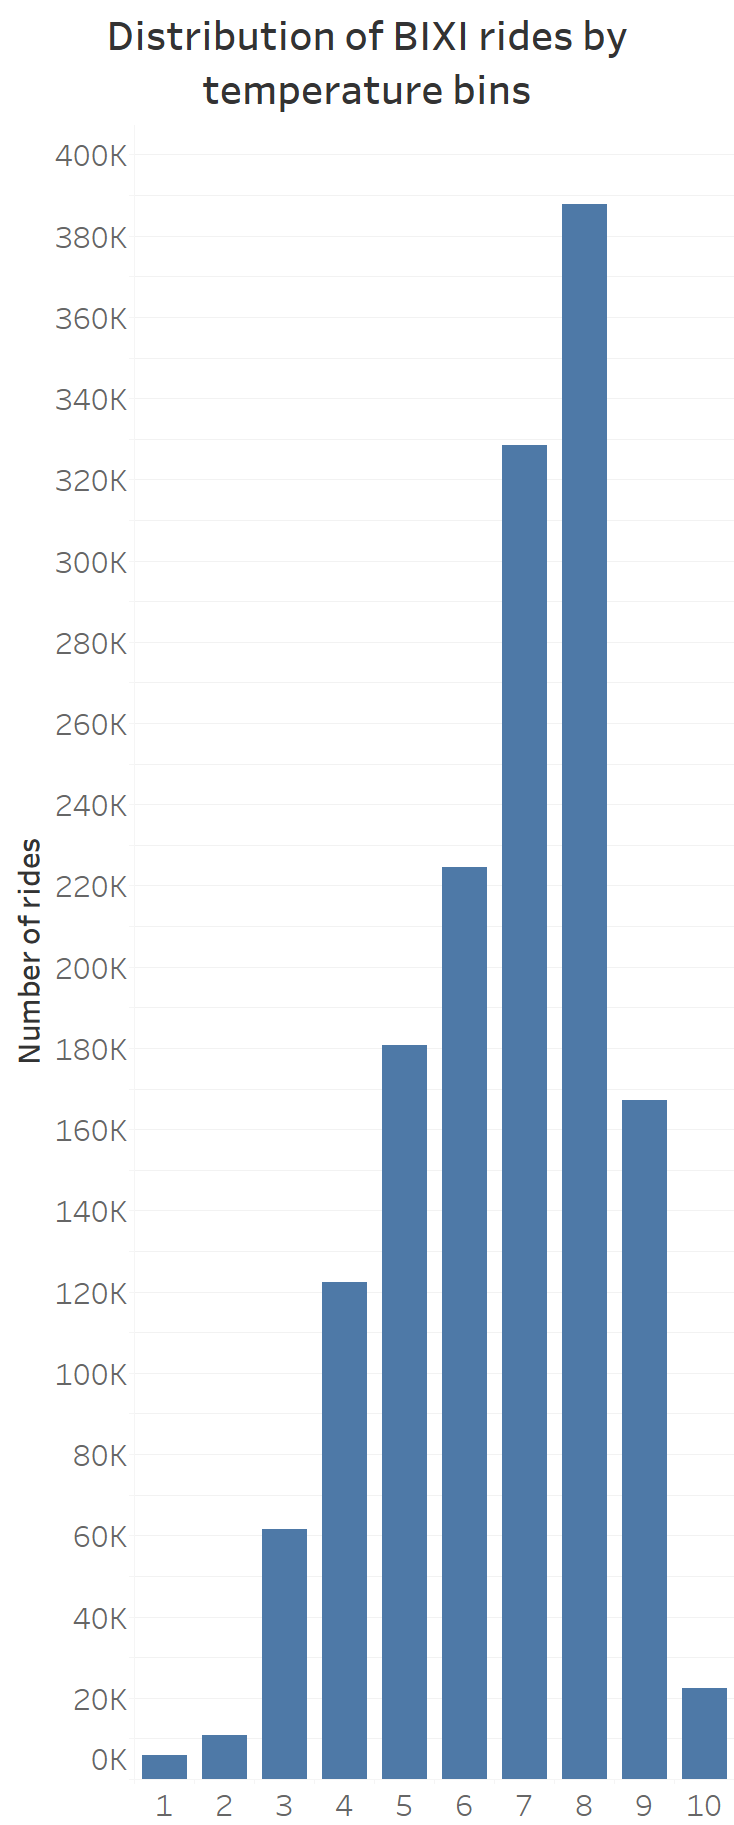 Distribution of BIXI rides by
temperature bins
400K
380K
360K
340K
320K
300K
280K
260K
240K
220K
200K
180K
160K
140K
120K
100K
80K
60K
40K
20K
0K
Number of rides
1 2 3 4 5 6 7 8 9 10